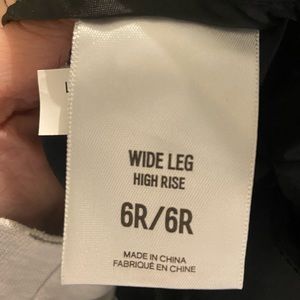 WIDE LEG
HIGH RISE
6R/6R
MADE IN CHINA
FABRIQUÉ EN CHINE